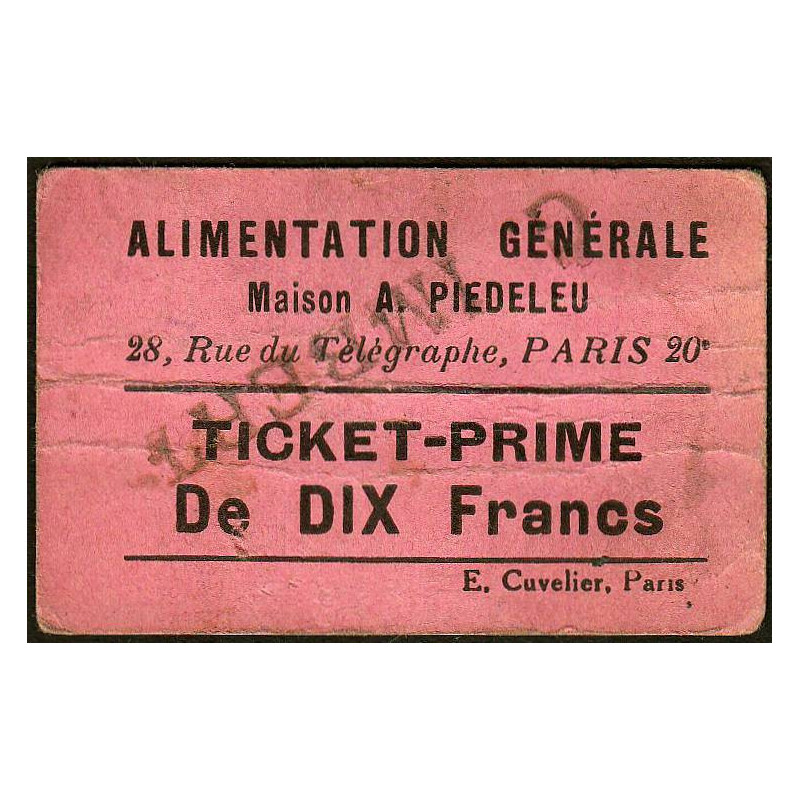 ALIMENTATION GÉNÉRALE
Maison A. PIEDELEU
28, Rue du Télégraphe, PARIS 20e
TICKET-PRIME
De DIX Francs
E. Cuvelier, Paris